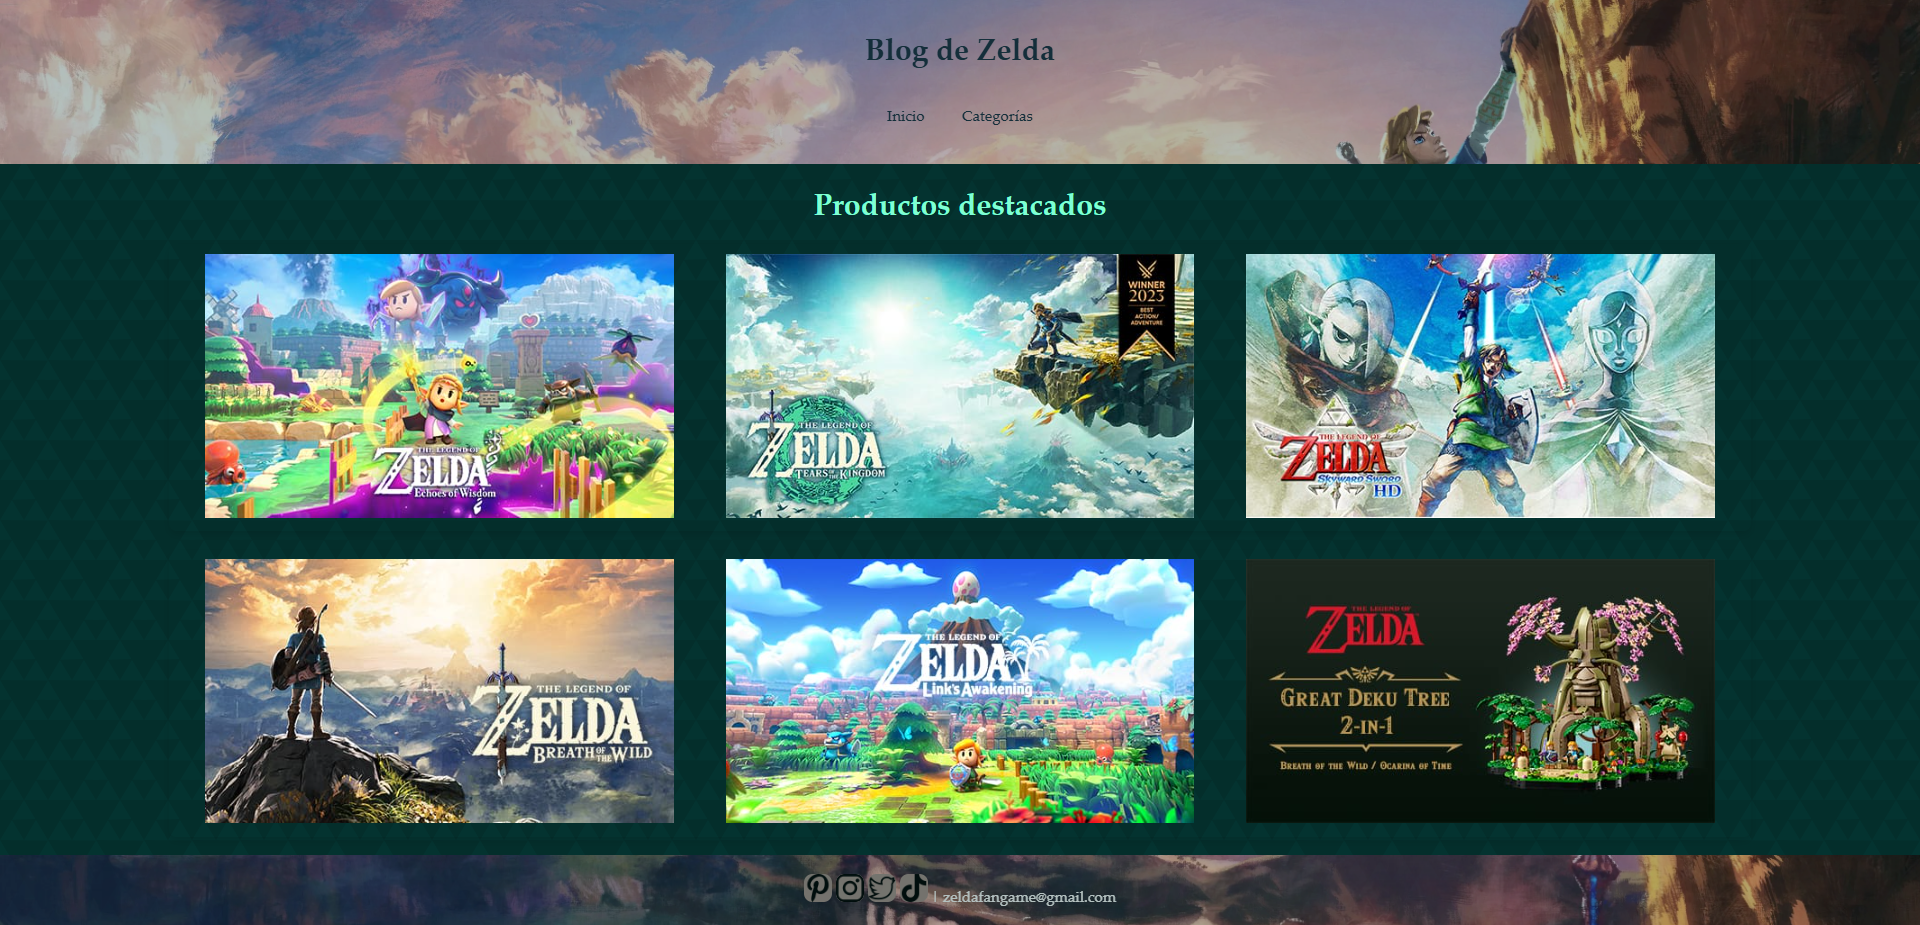 Blog de Zelda
Inicio
Categorías
Productos destacados
THE LEGEND OF
ZELDA
Echoes of Wisdom
WINNER
2023
BEST
ACTION/
ADVENTURE
THE LEGEND OF
ZELDA
TEARS OF THE KINGDOM
THE LEGEND OF
ZELDA
SKYWARD SWORD
HD
THE LEGEND OF
ZELDA
BREATH OF THE WILD
THE LEGEND OF
ZELDA
Link's Awakening
THE LEGEND OF
ZELDA
GREAT DEKU TREE
2-IN-1
BREATH OF THE WILD / OCARINA OF TIME
| zeldafangame@gmail.com